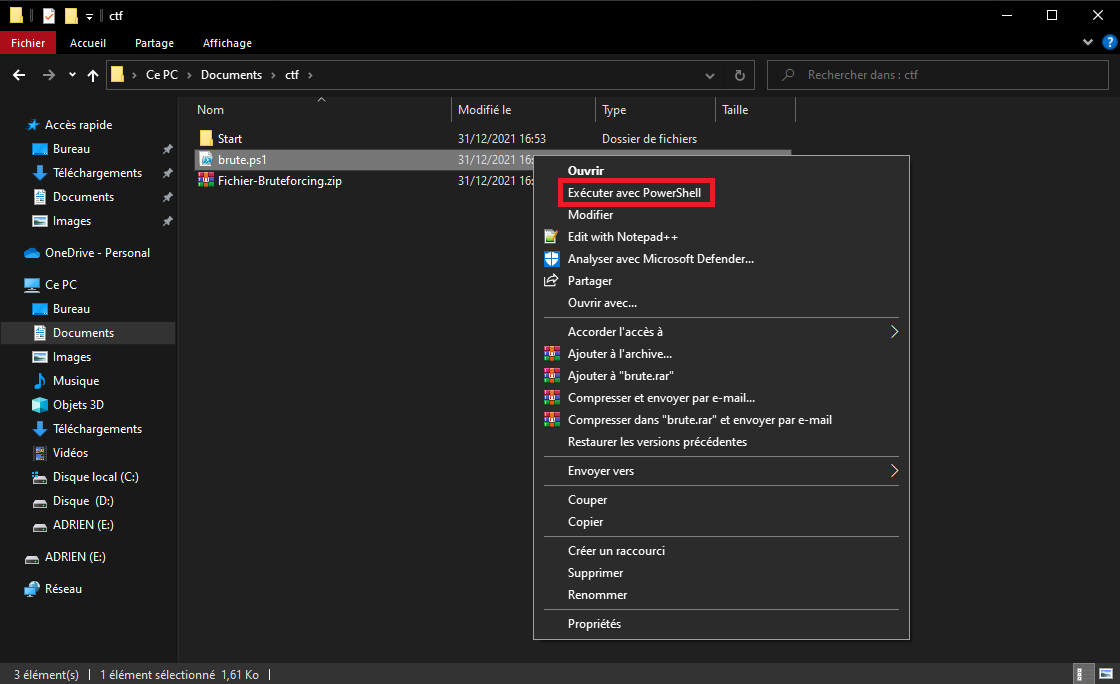 ctf
Fichier Accueil Partage Affichage ?
Ce PC Documents ctf
Rechercher dans : ctf
Nom Modifié le Type Taille
Accès rapide
Bureau
Téléchargements
Documents
Images
OneDrive - Personal
Ce PC
Bureau
Documents
Images
Musique
Objets 3D
Téléchargements
Vidéos
Disque local (C:)
Disque (D:)
ADRIEN (E:)
ADRIEN (E:)
Réseau
Start 31/12/2021 16:53 Dossier de fichiers
brute.ps1 31/12/2021 16:
Fichier-Bruteforcing.zip 31/12/2021 16:
Ouvrir
Exécuter avec PowerShell
Modifier
Edit with Notepad++
Analyser avec Microsoft Defender...
Partager
Ouvrir avec...
Accorder l'accès à
Ajouter à l'archive...
Ajouter à "brute.rar"
Compresser et envoyer par e-mail...
Compresser dans "brute.rar" et envoyer par e-mail
Restaurer les versions précédentes
Envoyer vers
Couper
Copier
Créer un raccourci
Supprimer
Renommer
Propriétés
3 élément(s) 1 élément sélectionné 1,61 Ko